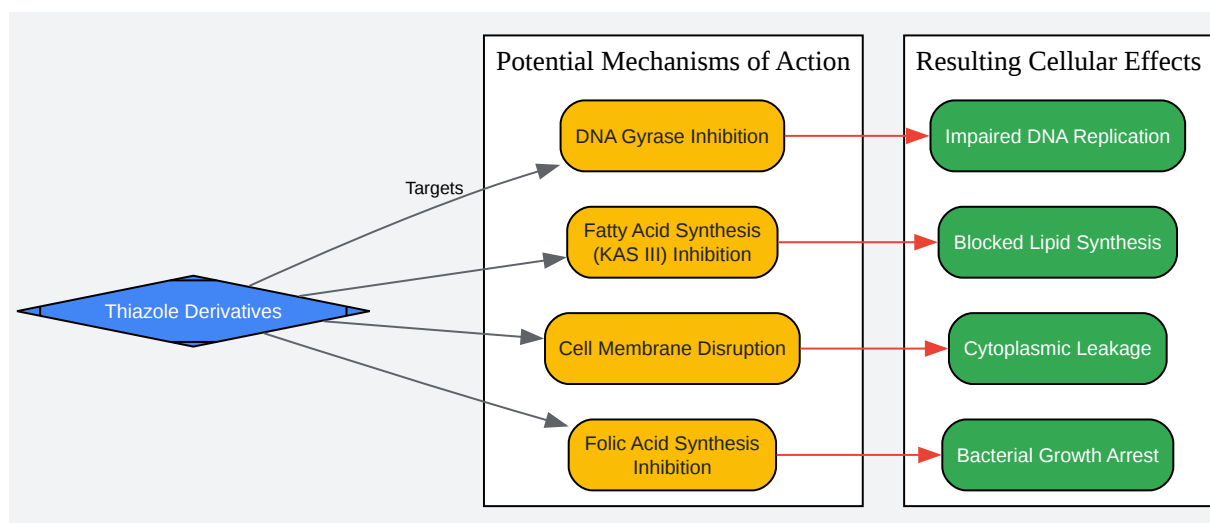 Potential Mechanisms of Action
Resulting Cellular Effects
DNA Gyrase Inhibition
Impaired DNA Replication
Targets
Fatty Acid Synthesis
(KAS III) Inhibition
Blocked Lipid Synthesis
Thiazole Derivatives
Cell Membrane Disruption
Cytoplasmic Leakage
Folic Acid Synthesis
Inhibition
Bacterial Growth Arrest